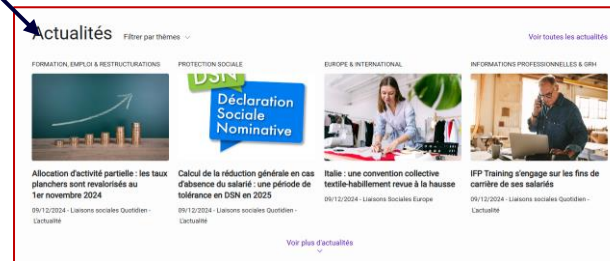 Actualités Filtrer par thèmes
Voir toutes les actualités
FORMATION, EMPLOI & RESTRUCTURATIONS
DSN
Déclaration
Sociale
Nominative
PROTECTION SOCIALE
EUROPE & INTERNATIONAL
INFORMATIONS PROFESSIONNELLES & GRH
Allocation d'activité partielle : les taux
planchers sont revalorisés au
1er novembre 2024
09/12/2024 - Liaisons sociales Quotidien -
L'actualité
Calcul de la réduction générale en cas
d'absence du salarié : une période de
tolérance en DSN en 2025
09/12/2024 - Liaisons sociales Quotidien -
L'actualité
Italie : une convention collective
textile-habillement revue à la hausse
09/12/2024 - Liaisons Sociales Europe
IFP Training s'engage sur les fins de
carrière de ses salariés
09/12/2024 - Liaisons sociales Quotidien -
L'actualité
Voir plus d'actualités